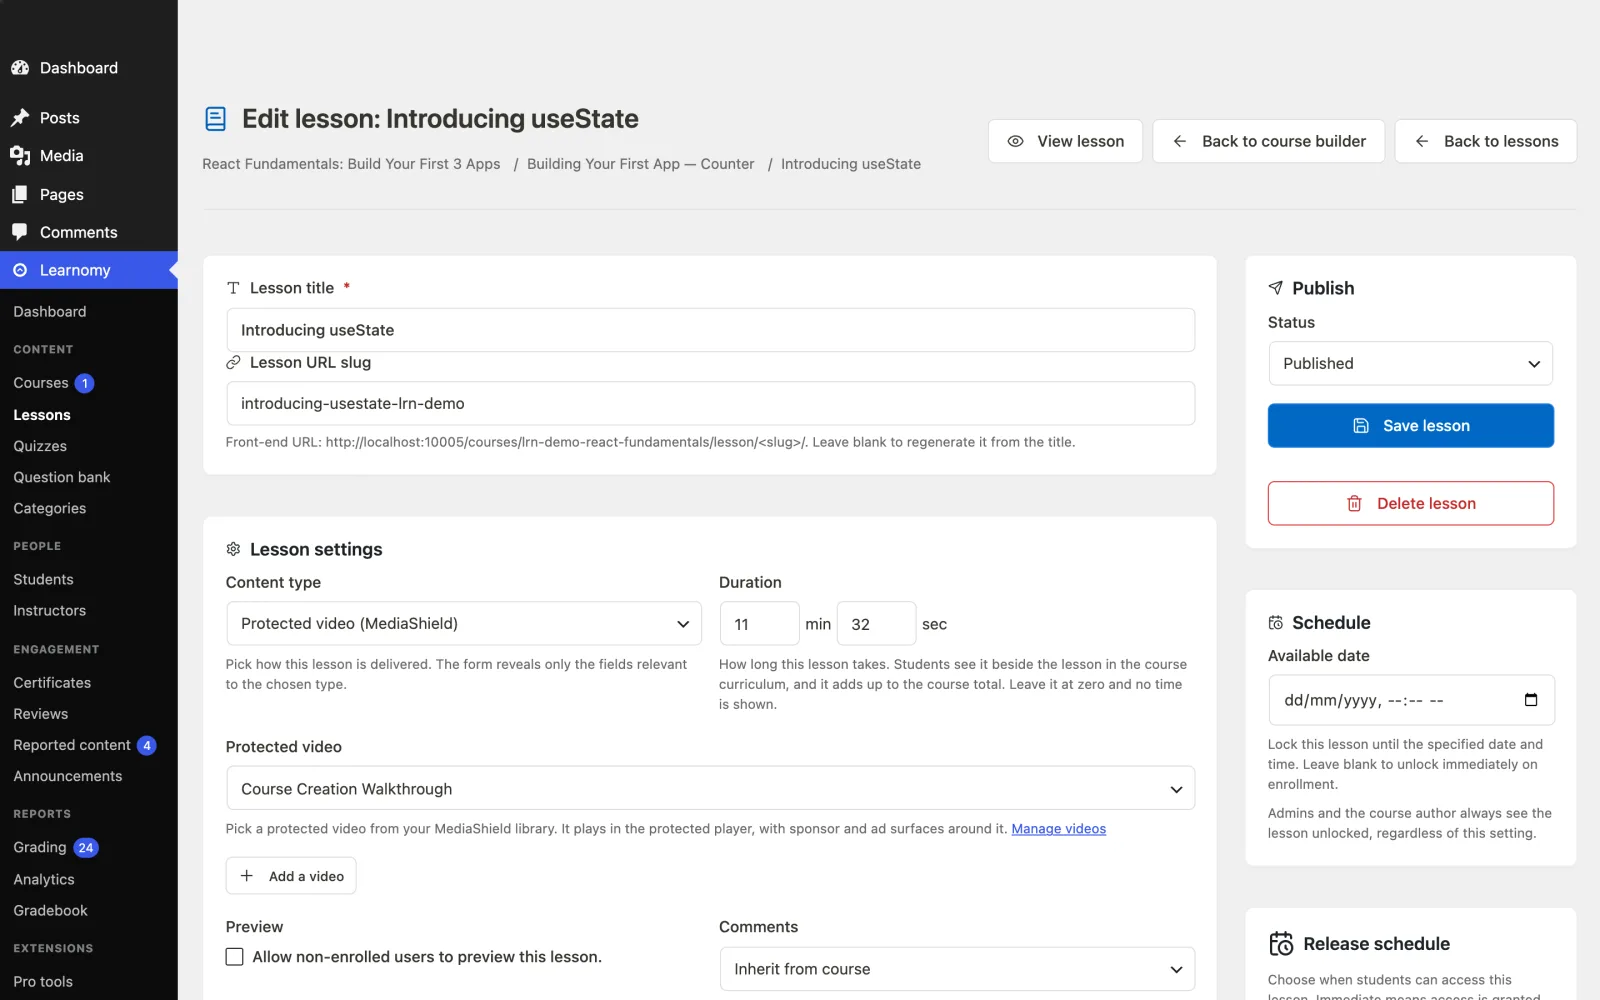 Dashboard
Posts
Media
Pages
Comments
Learnomy
Dashboard
CONTENT
Courses 1
Lessons
Quizzes
Question bank
Categories
PEOPLE
Students
Instructors
ENGAGEMENT
Certificates
Reviews
Reported content 4
Announcements
REPORTS
Grading 24
Analytics
Gradebook
EXTENSIONS
Pro tools
Edit lesson: Introducing useState
React Fundamentals: Build Your First 3 Apps / Building Your First App — Counter / Introducing useState
View lesson
Back to course builder
Back to lessons
Lesson title *
Introducing useState
Lesson URL slug
introducing-usestate-lrn-demo
Front-end URL: http://localhost:10005/courses/lrn-demo-react-fundamentals/lesson/<slug>/. Leave blank to regenerate it from the title.
Lesson settings
Content type
Protected video (MediaShield)
Pick how this lesson is delivered. The form reveals only the fields relevant
to the chosen type.
Duration
11 min 32 sec
How long this lesson takes. Students see it beside the lesson in the course
curriculum, and it adds up to the course total. Leave it at zero and no time
is shown.
Protected video
Course Creation Walkthrough
Pick a protected video from your MediaShield library. It plays in the protected player, with sponsor and ad surfaces around it. Manage videos
Add a video
Preview
Allow non-enrolled users to preview this lesson.
Comments
Inherit from course
Publish
Status
Published
Save lesson
Delete lesson
Schedule
Available date
dd/mm/yyyy, --:-- --
Lock this lesson until the specified date and
time. Leave blank to unlock immediately on
enrollment.
Admins and the course author always see the
lesson unlocked, regardless of this setting.
Release schedule
Choose when students can access this
lesson. Immediate means access is granted